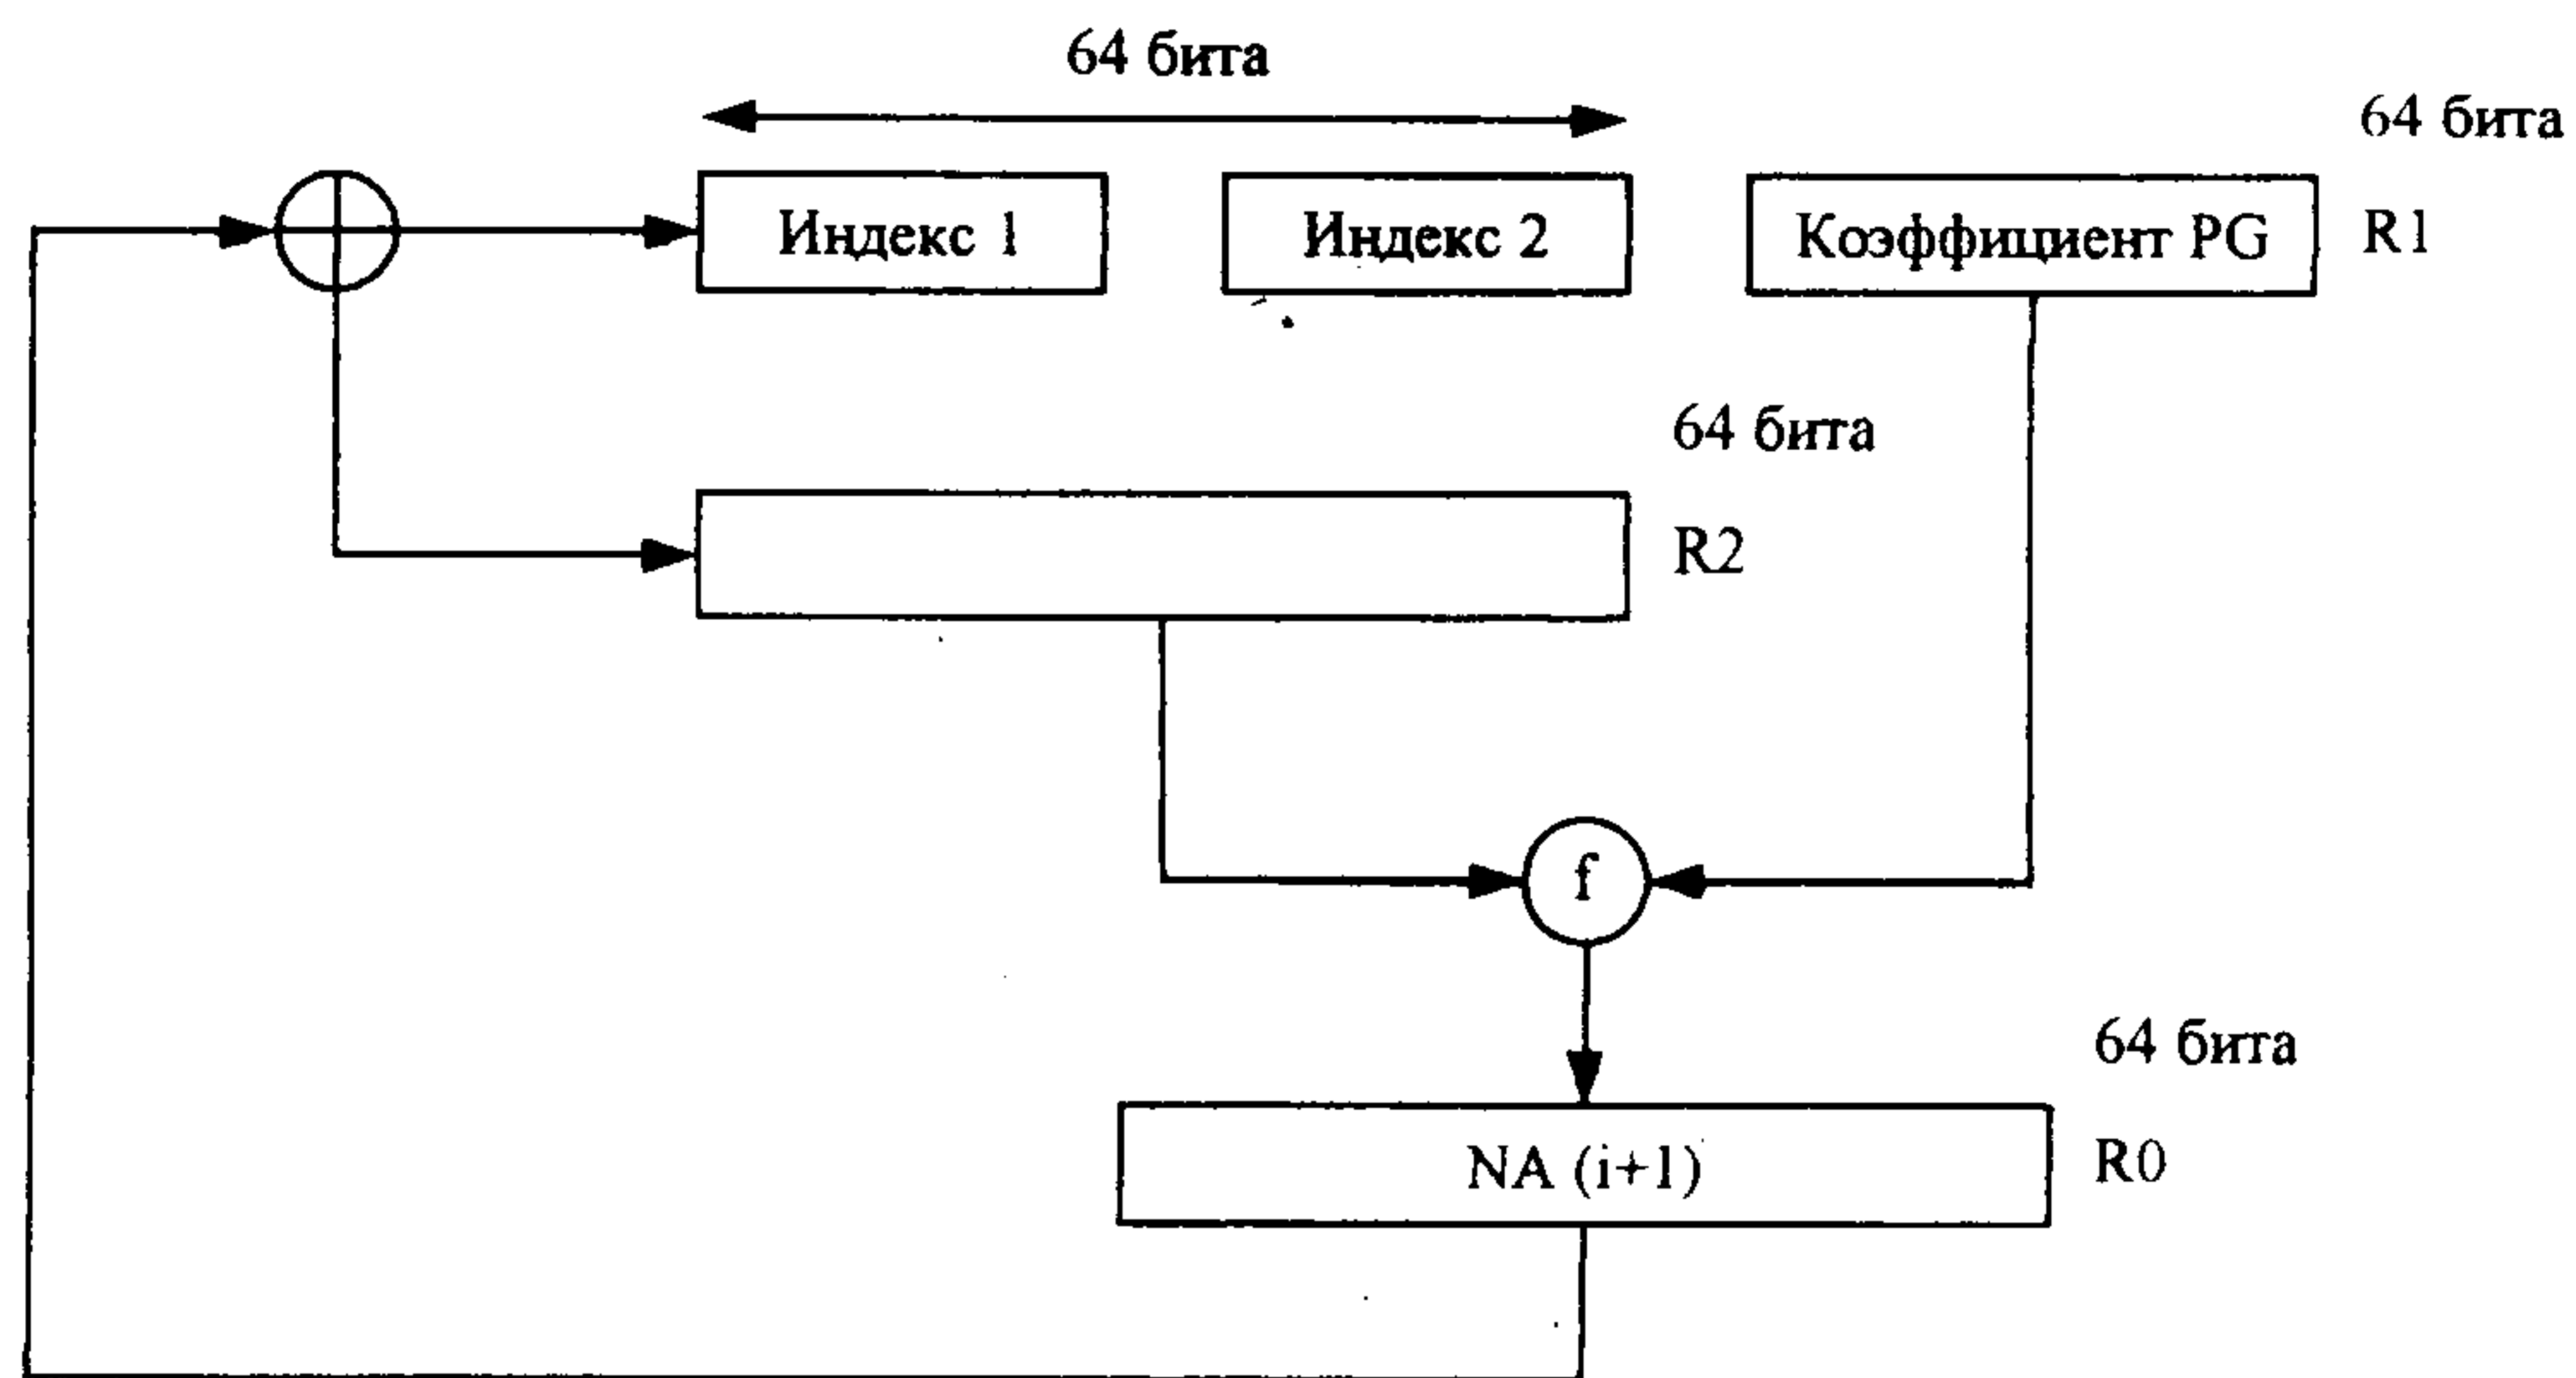 64 бита
64 бита
Индекс 1
Индекс 2
Коэффициент PG
R1
64 бита
R2
f
64 бита
NA (i+1)
R0